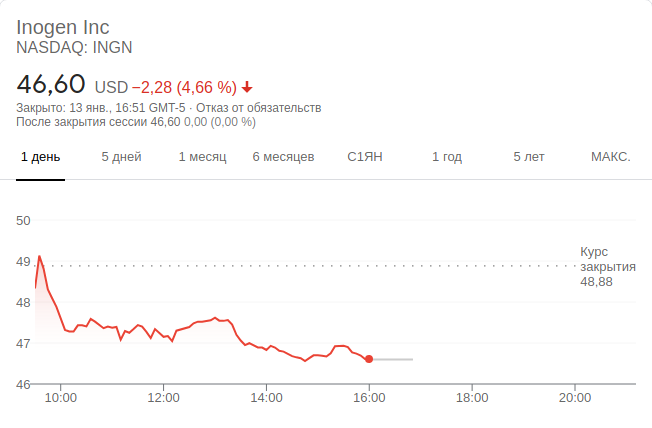 Inogen Inc
NASDAQ: INGN
46,60 USD −2,28 (4,66 %)
Закрыто: 13 янв., 16:51 GMT-5 · Отказ от обязательств
После закрытия сессии 46,60 0,00 (0,00 %)
1 день 5 дней 1 месяц 6 месяцев С1ЯН 1 год 5 лет МАКС.
50
49
48
47
46
Курс
закрытия
48,88
10:00 12:00 14:00 16:00 18:00 20:00